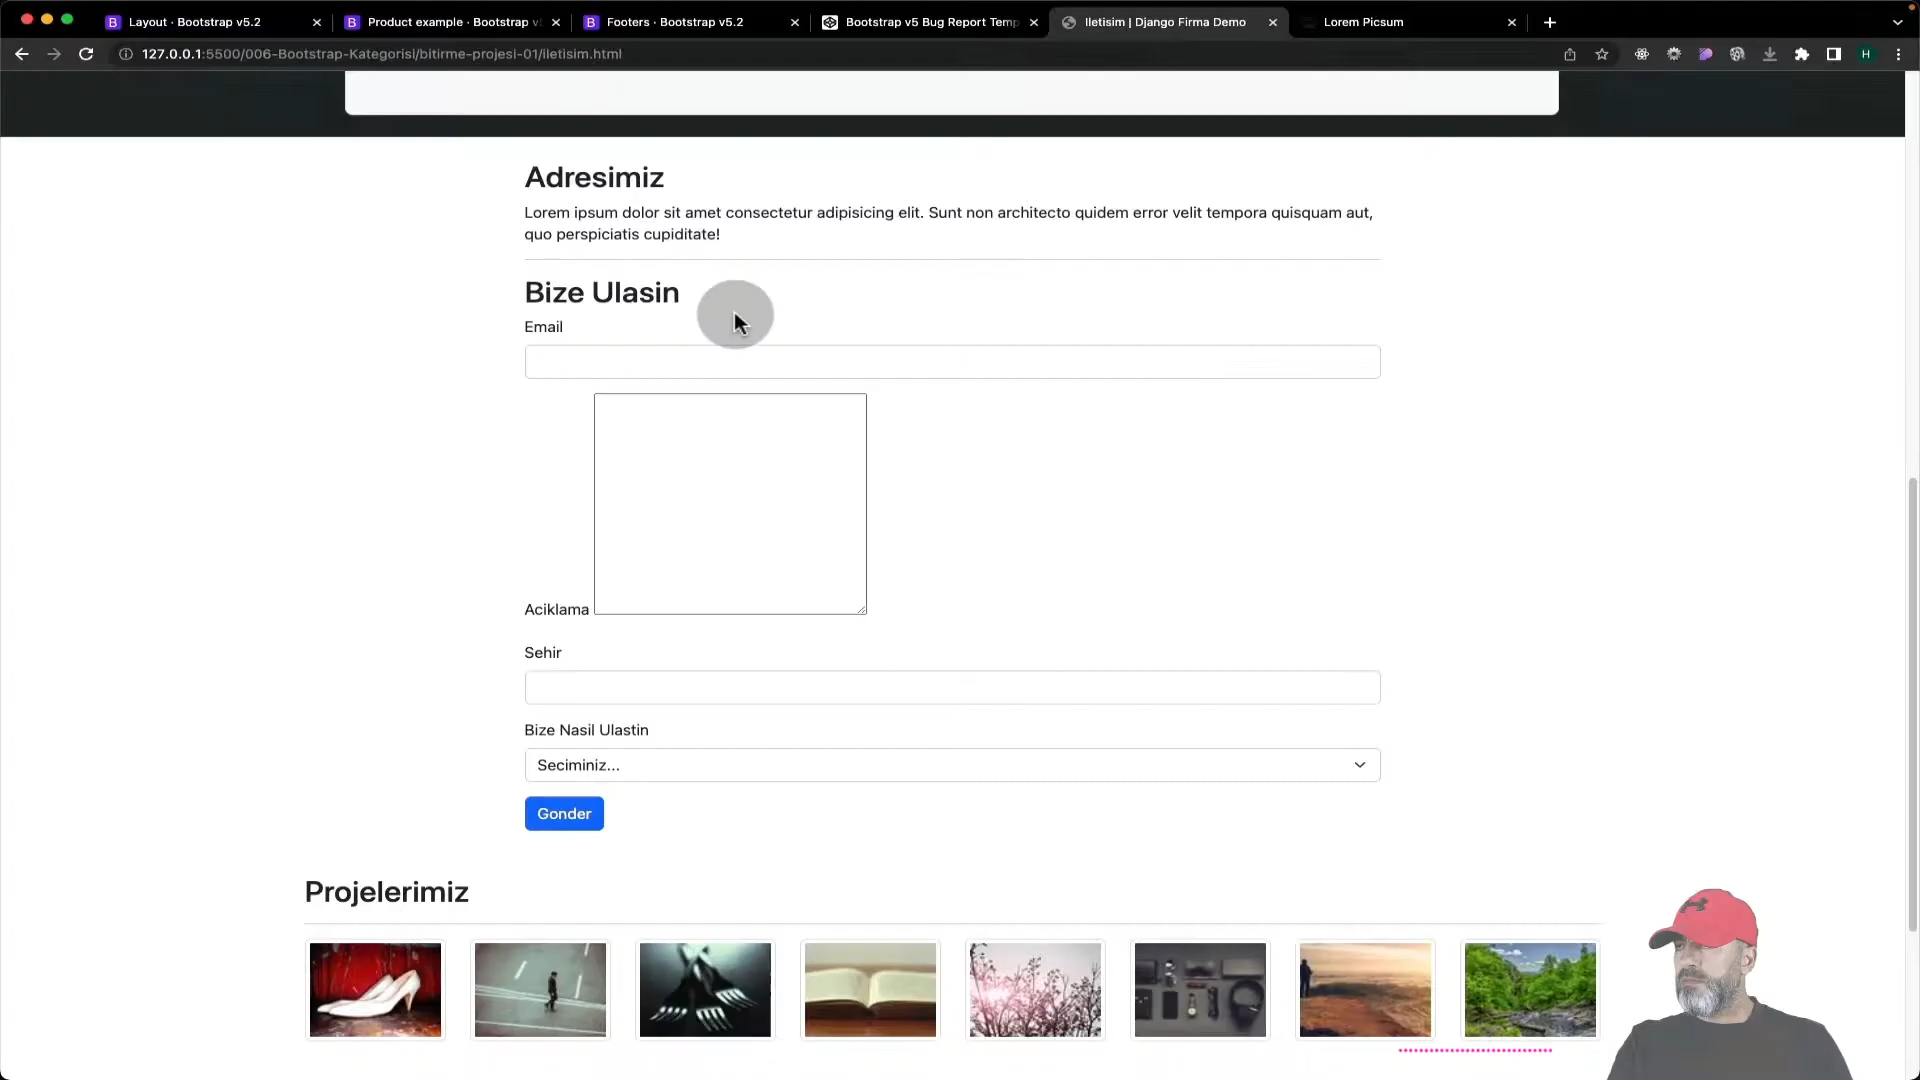 Layout · Bootstrap v5.2
Product example · Bootstrap v
Footers · Bootstrap v5.2
Bootstrap v5 Bug Report Temp
Iletisim | Django Firma Demo
Lorem Picsum
127.0.0.1:5500/006-Bootstrap-Kategorisi/bitirme-projesi-01/iletisim.html
H
Adresimiz
Lorem ipsum dolor sit amet consectetur adipisicing elit. Sunt non architecto quidem error velit tempora quisquam aut,
quo perspiciatis cupiditate!
Bize Ulasin
Email
Aciklama
Sehir
Bize Nasil Ulastin
Seciminiz...
Gonder
Projelerimiz